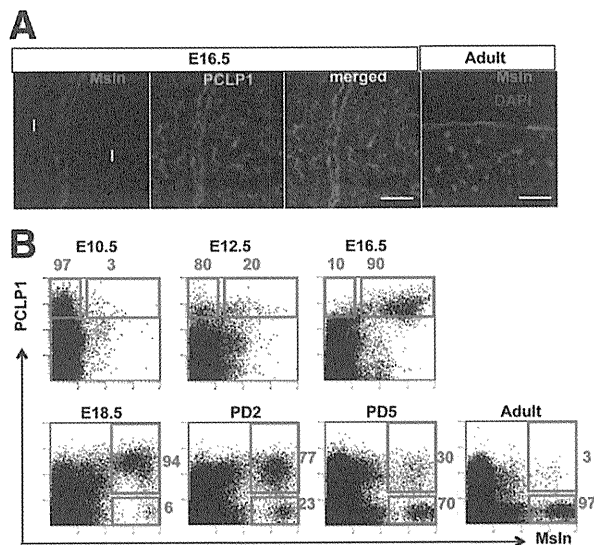 A
E16.5 Adult
Msln PCLP1 merged Msln
DAPI
B
E10.5 E12.5 E16.5
97 3 80 20 10 90
PCLP1
E18.5 PD2 PD5 Adult
94 77 30 3
6 23 70 97
Msln